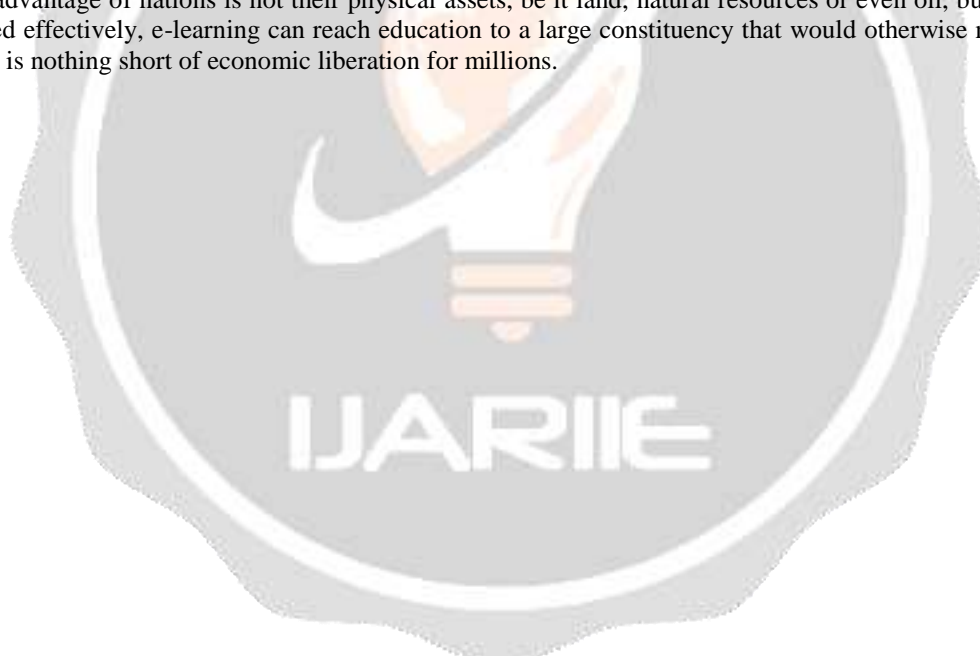 advantage of nations is not their physical assets, be it land, natural resources or even oil, bu
ed effectively, e-learning can reach education to a large constituency that would otherwise
is nothing short of economic liberation for millions.
IJARIIE